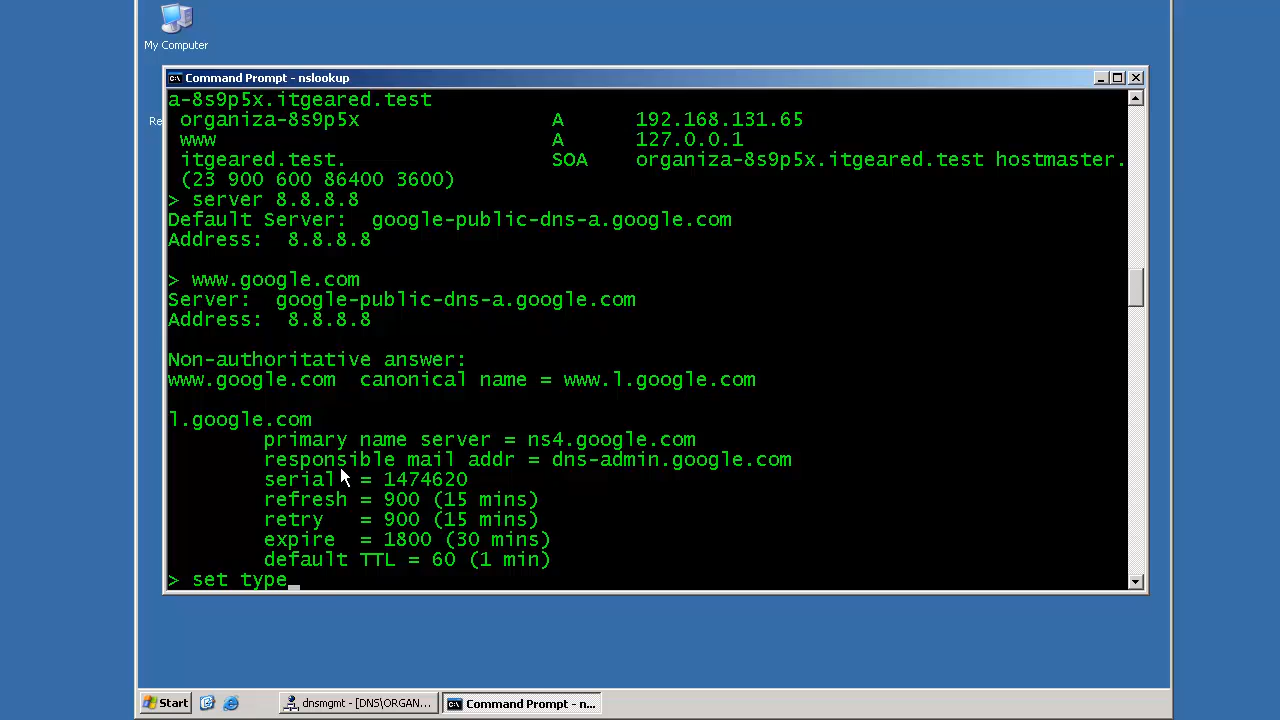 My Computer
Re
Command Prompt - nslookup
a-8s9p5x.itgeared.test
organiza-8s9p5x A 192.168.131.65
www A 127.0.0.1
itgeared.test. SOA organiza-8s9p5x.itgeared.test hostmaster.
(23 900 600 86400 3600)
> server 8.8.8.8
Default Server: google-public-dns-a.google.com
Address: 8.8.8.8
> www.google.com
Server: google-public-dns-a.google.com
Address: 8.8.8.8
Non-authoritative answer:
www.google.com canonical name = www.l.google.com
l.google.com
primary name server = ns4.google.com
responsible mail addr = dns-admin.google.com
serial = 1474620
refresh = 900 (15 mins)
retry = 900 (15 mins)
expire = 1800 (30 mins)
default TTL = 60 (1 min)
> set type_
Start
dnsmgmt - [DNS\ORGAN...
Command Prompt - n...